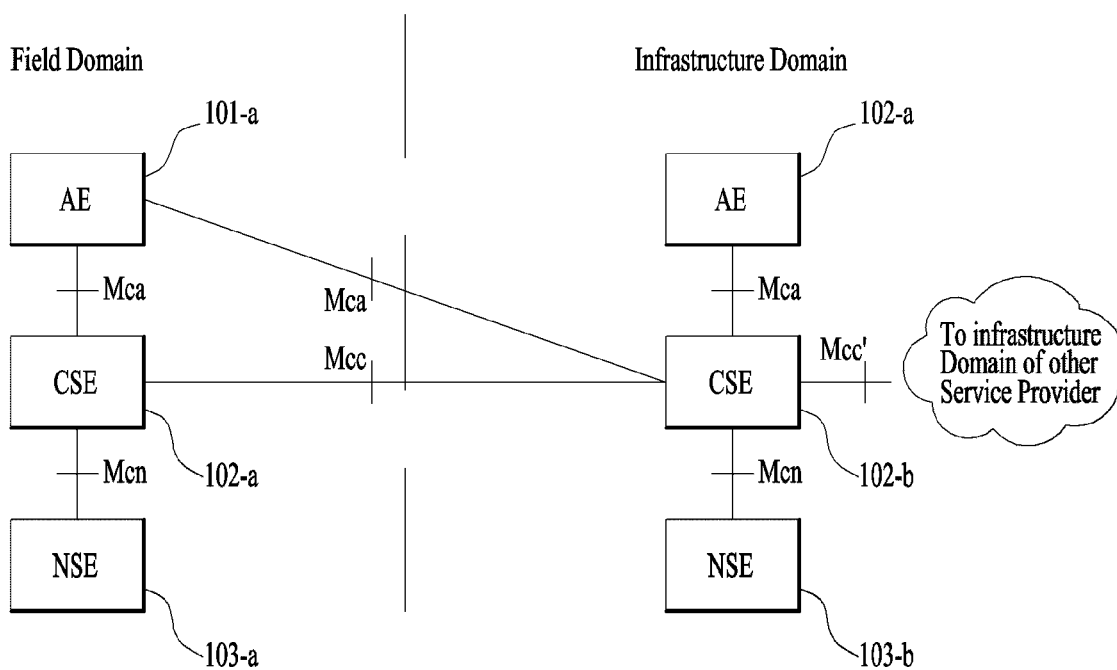 Field Domain
Infrastructure Domain
101-a
102-a
AE
AE
Mca
Mca
Mca
Mcc
Mcc'
To infrastructure
Domain of other
Service Provider
CSE
CSE
102-a
102-b
Mcn
Mcn
NSE
NSE
103-a
103-b